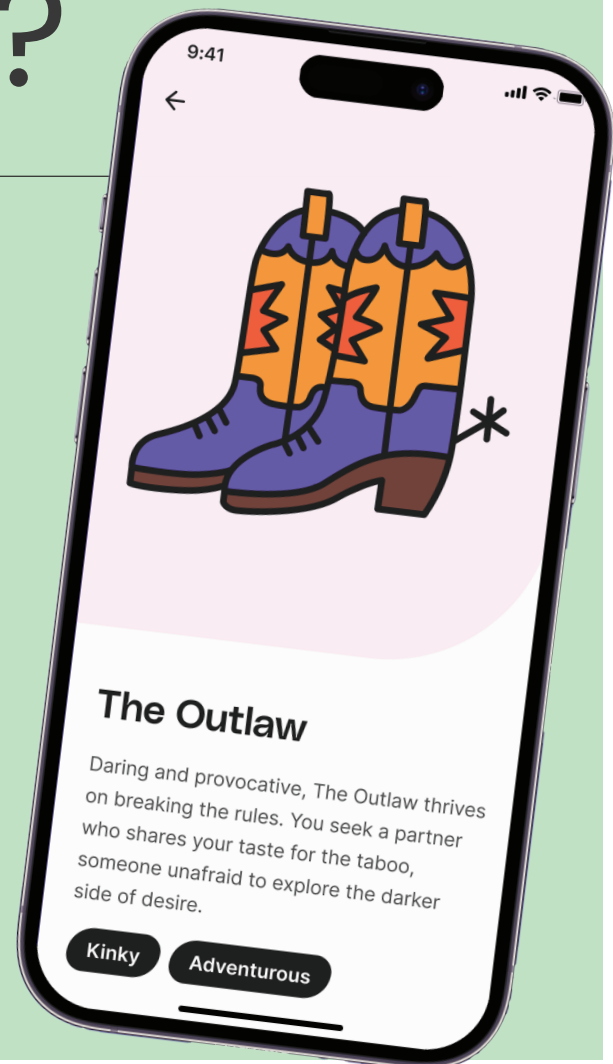 ?
9:41
The Outlaw
Daring and provocative, The Outlaw thrives
on breaking the rules. You seek a partner
who shares your taste for the taboo,
someone unafraid to explore the darker
side of desire.
Kinky
Adventurous